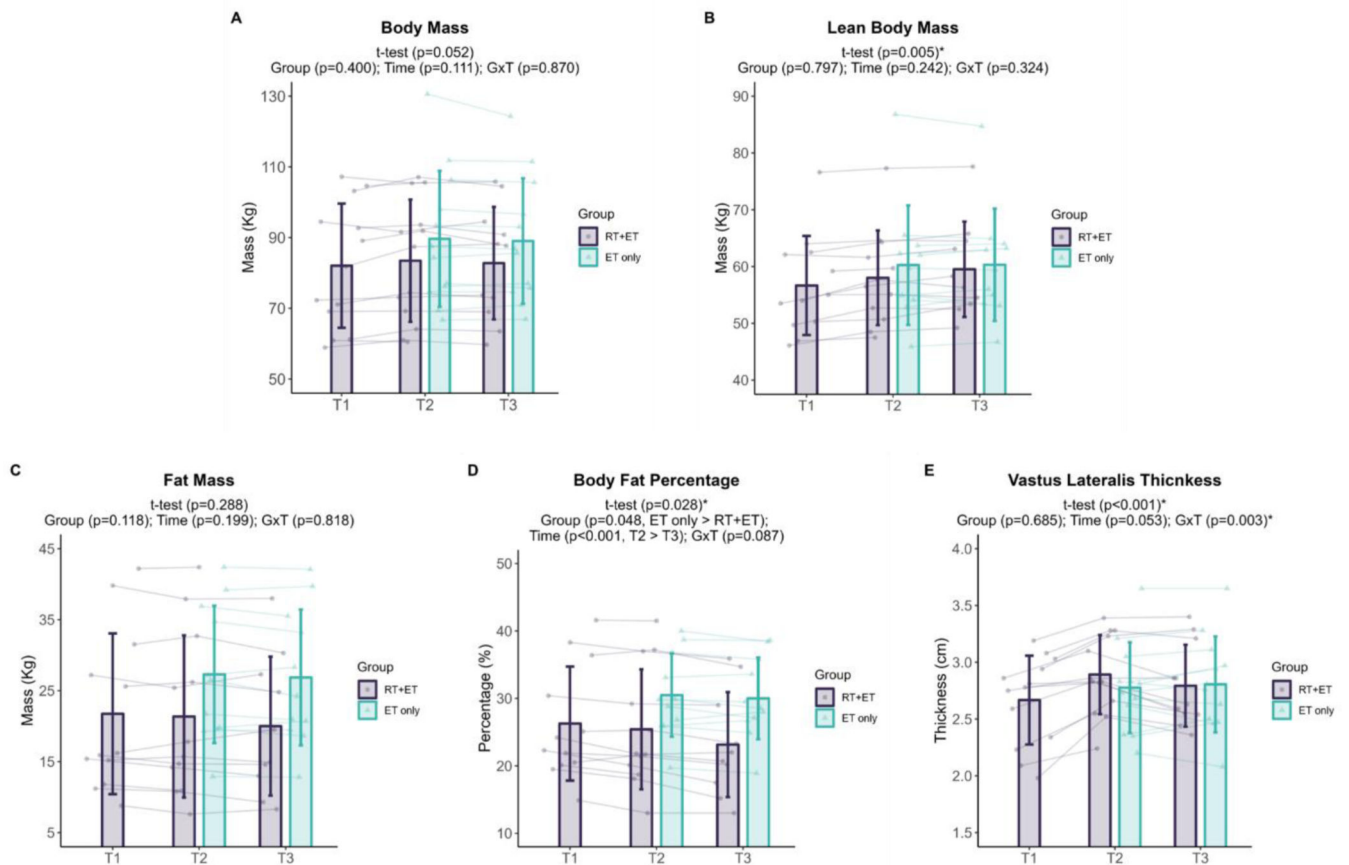 A
Body Mass
t-test (p=0.052)
Group (p=0.400); Time (p=0.111); GxT (p=0.870)
Mass (Kg)
130
110
90
70
50
T1
T2
T3
Group
RT+ET
ET only
B
Lean Body Mass
t-test (p=0.005)*
Group (p=0.797); Time (p=0.242); GxT (p=0.324)
Mass (Kg)
90
80
70
60
50
40
T1
T2
T3
Group
RT+ET
ET only
C
Fat Mass
t-test (p=0.288)
Group (p=0.118); Time (p=0.199); GxT (p=0.818)
Mass (Kg)
45
35
25
15
5
T1
T2
T3
Group
RT+ET
ET only
D
Body Fat Percentage
t-test (p=0.028)*
Group (p=0.048, ET only > RT+ET);
Time (p<0.001, T2 > T3); GxT (p=0.087)
Percentage (%)
50
40
30
20
10
T1
T2
T3
Group
RT+ET
ET only
E
Vastus Lateralis Thicnkess
t-test (p<0.001)*
Group (p=0.685); Time (p=0.053); GxT (p=0.003)*
Thickness (cm)
4.0
3.5
3.0
2.5
2.0
1.5
T1
T2
T3
Group
RT+ET
ET only